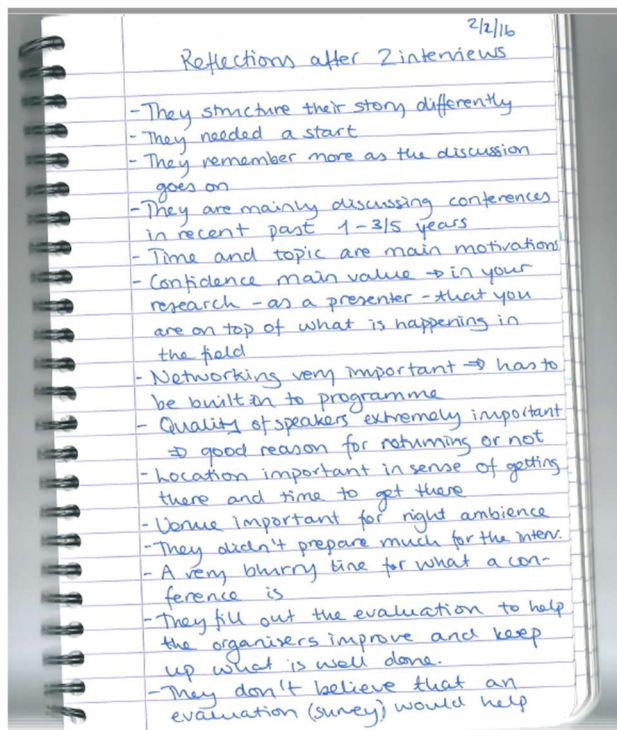 2/2/16
Reflections after 2 interviews
- They structure their story differently
- They needed a start
- They remember more as the discussion
goes on
- They are mainly discussing conferences
in recent past 1-3/5 years
- Time and topic are main motivations
- Confidence main value → in your
research - as a presenter - that you
are on top of what is happening in
the field
- Networking very important → has to
be built in to programme
- Quality of speakers extremely important
→ good reason for returning or not
- Location important in sense of getting
there and time to get there
- Venue important for right ambience
- They didn't prepare much for the interv.
- A very blurry line for what a con-
ference is
- They fill out the evaluation to help
the organisers improve and keep
up what is well done.
- They don't believe that an
evaluation (survey) would help